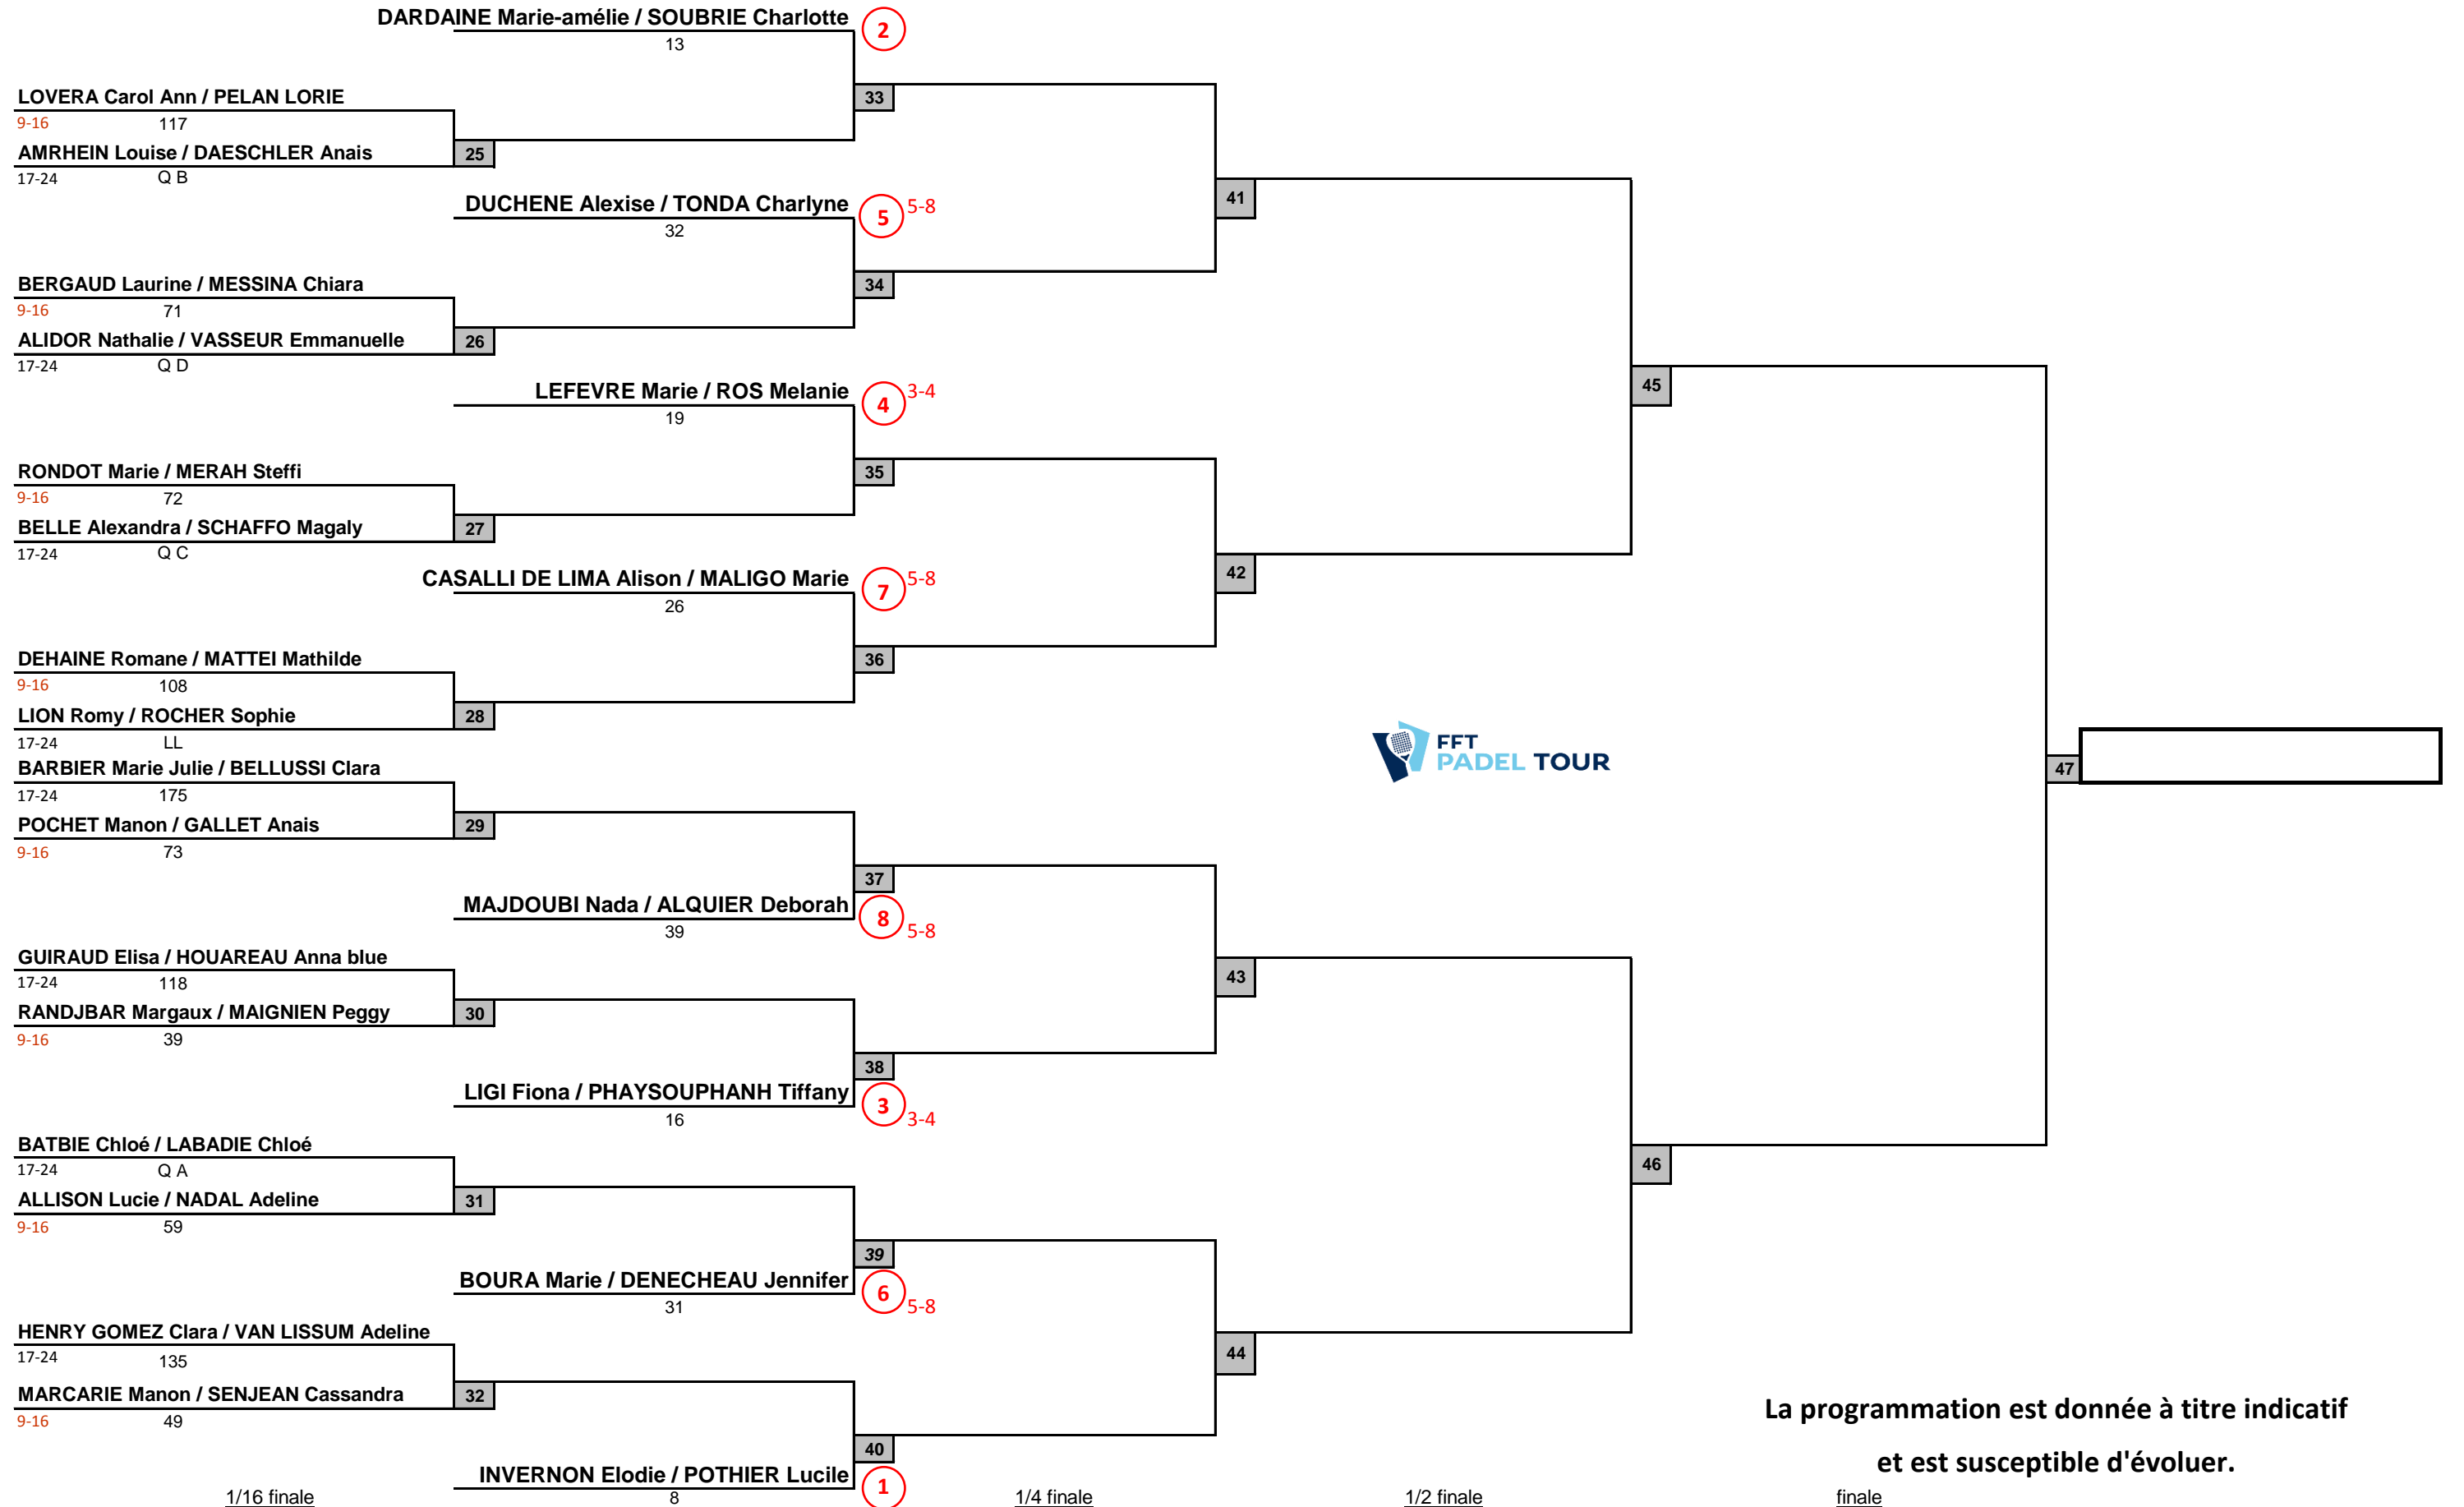 DARDAINE Marie-amélie / SOUBRIE Charlotte
2
13
LOVERA Carol Ann / PELAN LORIE
33
9-16 117
AMRHEIN Louise / DAESCHLER Anais
25
17-24 Q B
DUCHENE Alexise / TONDA Charlyne
5
5-8
41
32
BERGAUD Laurine / MESSINA Chiara
34
9-16 71
ALIDOR Nathalie / VASSEUR Emmanuelle
26
17-24 Q D
LEFEVRE Marie / ROS Melanie
4
3-4
45
19
RONDOT Marie / MERAH Steffi
35
9-16 72
BELLE Alexandra / SCHAFFO Magaly
27
17-24 Q C
CASALLI DE LIMA Alison / MALIGO Marie
7
5-8
42
26
DEHAINE Romane / MATTEI Mathilde
36
9-16 108
LION Romy / ROCHER Sophie
28
17-24 LL
FFT
PADEL TOUR
BARBIER Marie Julie / BELLUSSI Clara
47
17-24 175
POCHET Manon / GALLET Anais
29
9-16 73
37
MAJDOUBI Nada / ALQUIER Deborah
8
5-8
39
GUIRAUD Elisa / HOUAREAU Anna blue
43
17-24 118
RANDJBAR Margaux / MAIGNIEN Peggy
30
9-16 39
38
LIGI Fiona / PHAYSOUPHANH Tiffany
3
3-4
16
BATBIE Chloé / LABADIE Chloé
46
17-24 Q A
ALLISON Lucie / NADAL Adeline
31
9-16 59
39
BOURA Marie / DENECHEAU Jennifer
6
5-8
31
HENRY GOMEZ Clara / VAN LISSUM Adeline
44
17-24 135
MARCARIE Manon / SENJEAN Cassandra
32
9-16 49
La programmation est donnée à titre indicatif
et est susceptible d'évoluer.
40
INVERNON Elodie / POTHIER Lucile
1
8
1/16 finale
1/4 finale
1/2 finale
finale